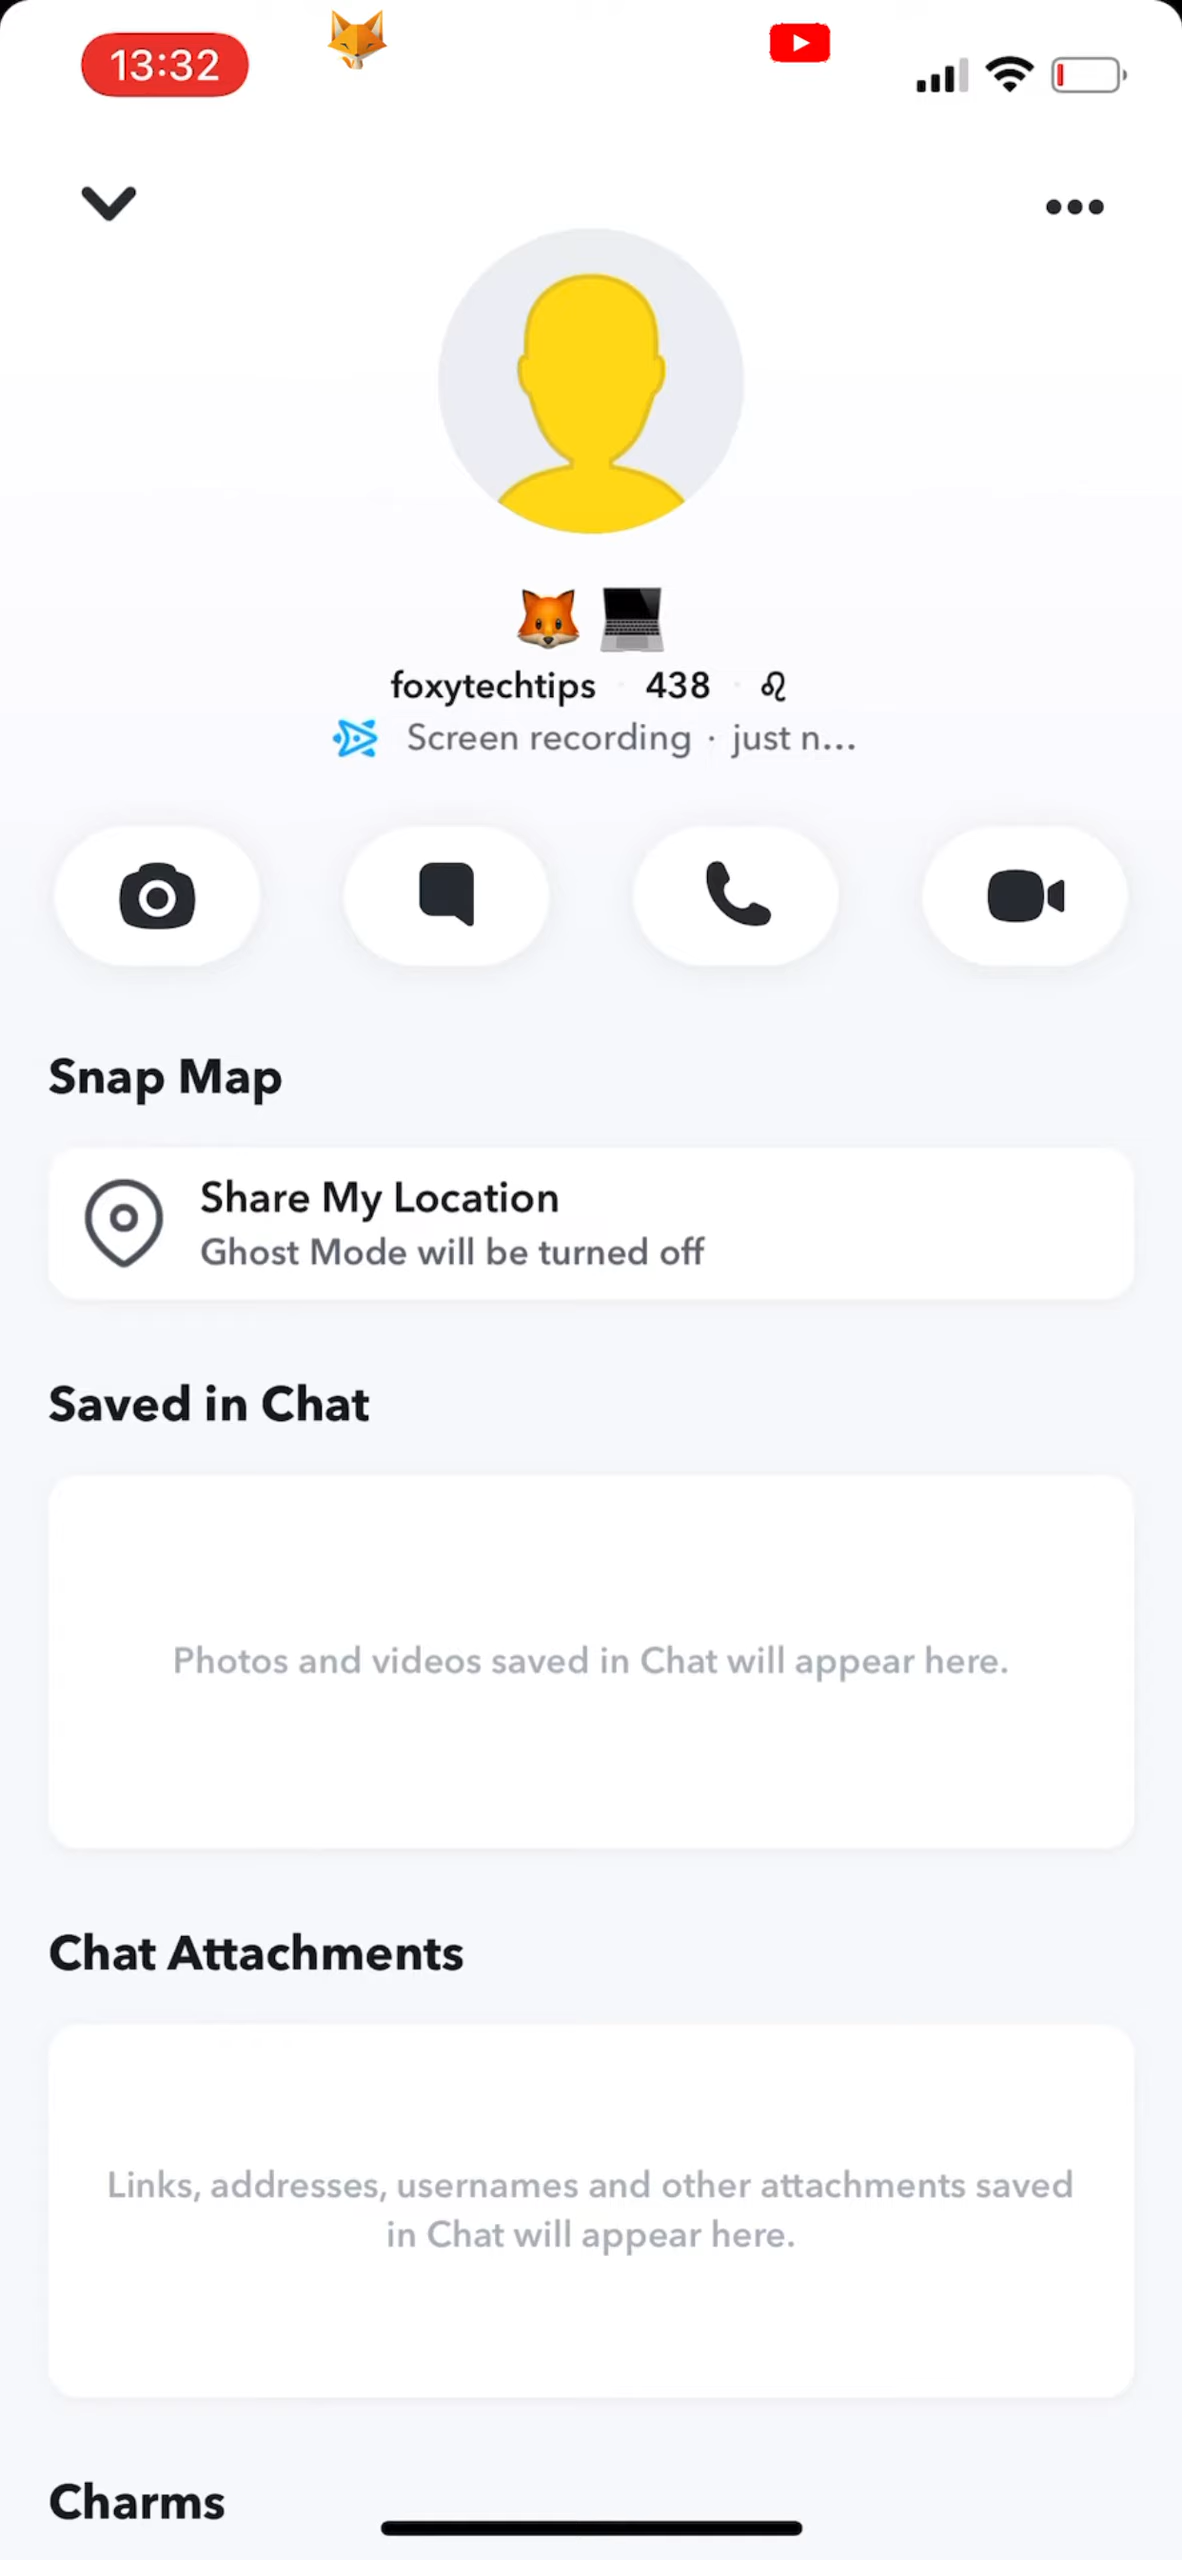 13:32
🦊 💻
foxytechtips · 438 · ♌︎
Screen recording · just n...
Snap Map
Share My Location
Ghost Mode will be turned off
Saved in Chat
Photos and videos saved in Chat will appear here.
Chat Attachments
Links, addresses, usernames and other attachments saved
in Chat will appear here.
Charms